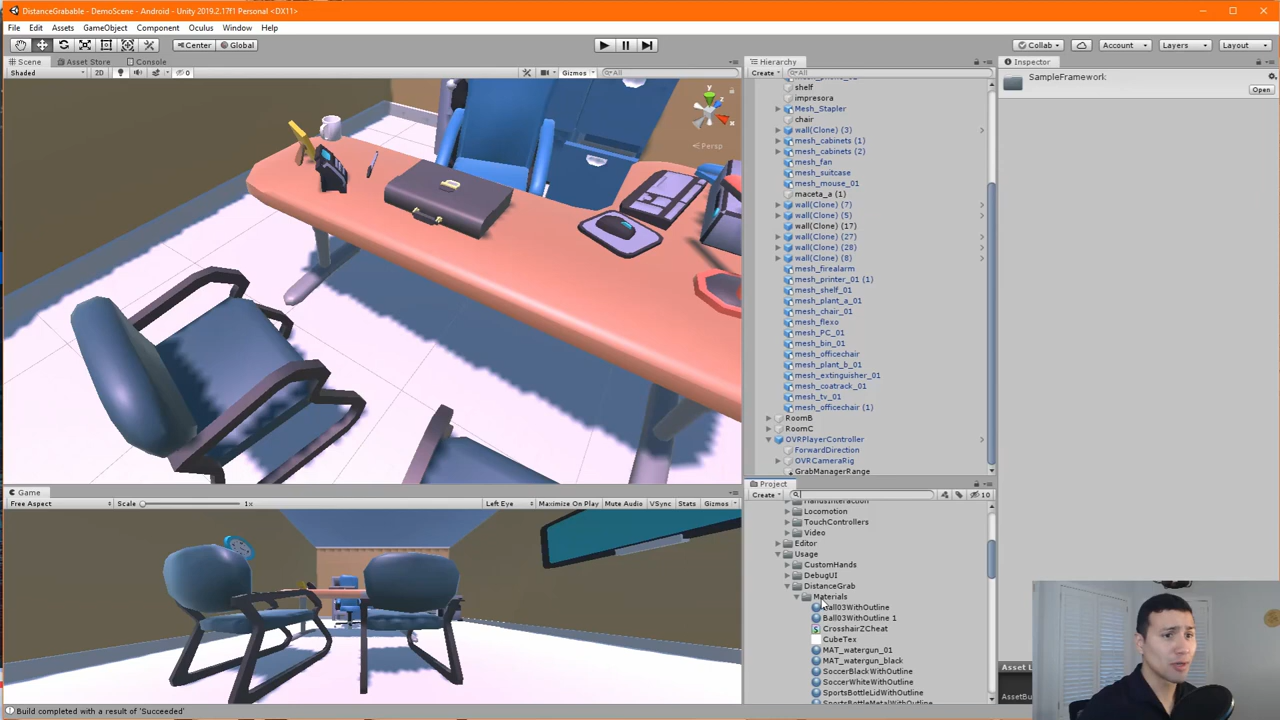 DistanceGrabable - DemoScene - Android - Unity 2019.2.17f1 Personal <DX11>
File Edit Assets GameObject Component Oculus Window Help
Center Global Collab Account Layers Layout
Scene Asset Store Console
Shaded 2D Gizmos All
y
x
Persp
Hierarchy
Create All
shelf
impresora
Mesh_Stapler
chair
wall(Clone) (3)
mesh_cabinets (1)
mesh_cabinets (2)
mesh_fan
mesh_suitcase
mesh_mouse_01
maceta_a (1)
wall(Clone) (7)
wall(Clone) (5)
wall(Clone) (17)
wall(Clone) (27)
wall(Clone) (28)
wall(Clone) (8)
mesh_firealarm
mesh_printer_01 (1)
mesh_shelf_01
mesh_plant_a_01
mesh_chair_01
mesh_flexo
mesh_PC_01
mesh_bin_01
mesh_officechair
mesh_plant_b_01
mesh_extinguisher_01
mesh_coatrack_01
mesh_tv_01
mesh_officechair (1)
RoomB
RoomC
OVRPlayerController
ForwardDirection
OVRCameraRig
GrabManagerRange
Inspector
SampleFramework
Open
Game
Free Aspect Scale 1x Left Eye Maximize On Play Mute Audio VSync Stats Gizmos
Project
Create 10
HandsInteraction
Locomotion
TouchControllers
Video
Editor
Usage
CustomHands
DebugUI
DistanceGrab
Materials
Ball03WithOutline
Ball03WithOutline 1
CrosshairZCheat
CubeTex
MAT_watergun_01
MAT_watergun_black
SoccerBlackWithOutline
SoccerWhiteWithOutline
SportsBottleLidWithOutline
SportsBottleMetalWithOutline
Build completed with a result of 'Succeeded'